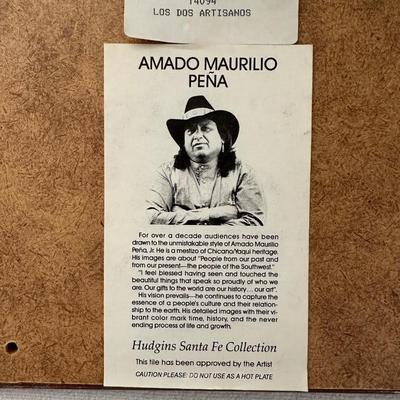 14094
LOS DOS ARTISANOS
AMADO MAURILIO
PEÑA
For over a decade audiences have been
drawn to the unmistakable style of Amado Maurilio
Peña, Jr. He is a mestizo of Chicano/Yaqui heritage.
His images are about "People from our past and
from our present—the people of the Southwest."
"I feel blessed having seen and touched the
beautiful things that speak so proudly of who we
are. Our gifts to the world are our history. . . our art".
His vision prevails—he continues to capture the
essence of a people's culture and their relation-
ship to the earth. His detailed images with their vi-
brant color mark time, history, and the never
ending process of life and growth.
Hudgins Santa Fe Collection
This tile has been approved by the Artist
CAUTION PLEASE: DO NOT USE AS A HOT PLATE